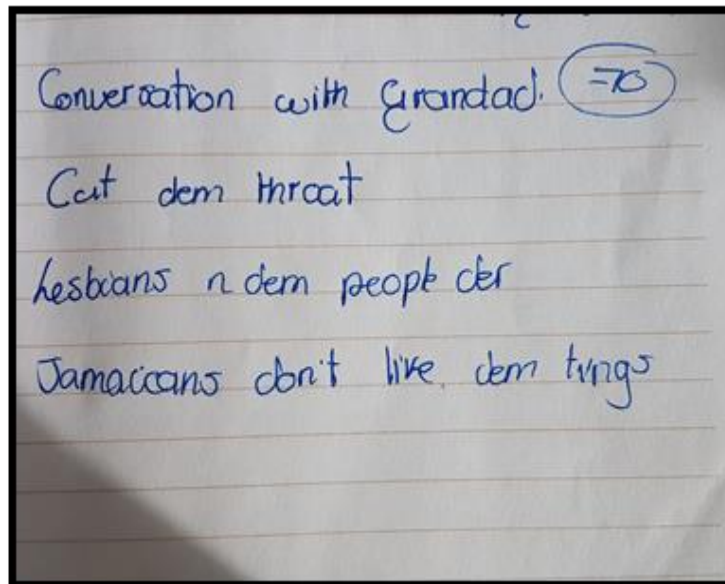 Conversation with Grandad. =70
Cut dem throat
Lesbians n dem people der
Jamaicans don't live dem tings